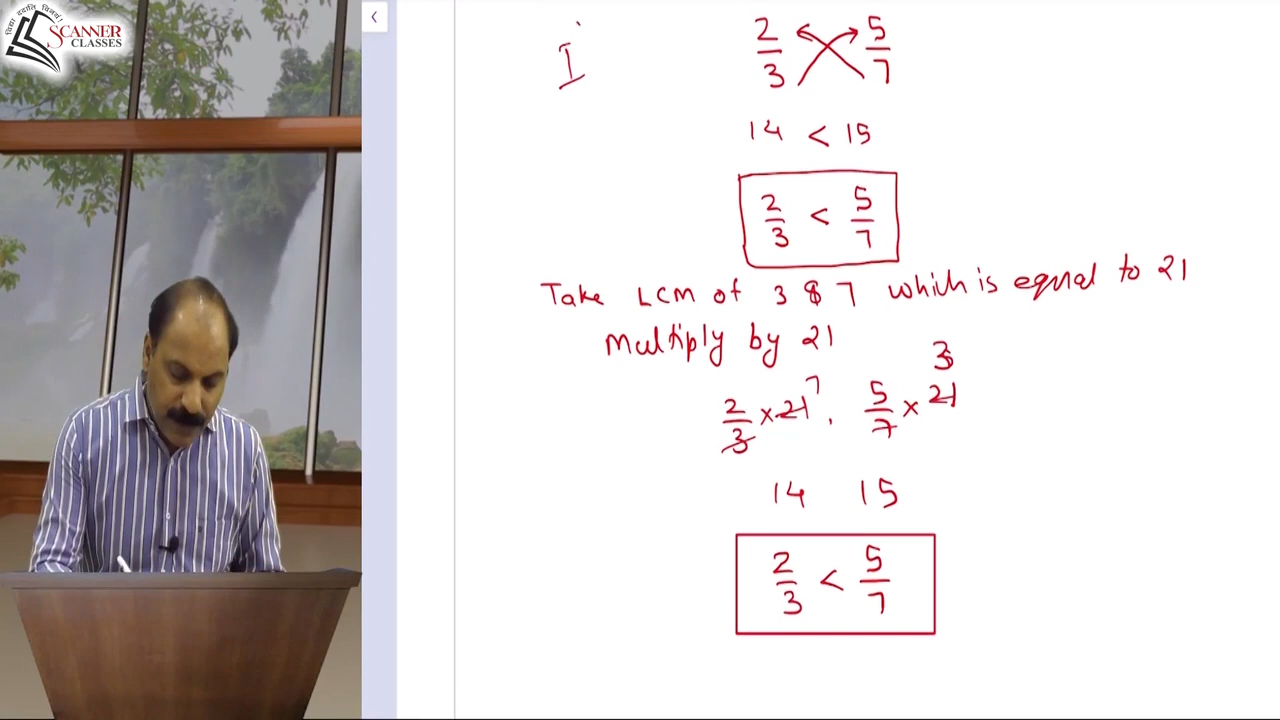 विद्या ददाति विनयं।
SCANNER
CLASSES
I
2/3 5/7
14 < 15
2/3 < 5/7
Take LCM of 3 & 7 which is equal to 21
multiply by 21
2/3 × 21 7 . 5/7 × 21 3
14 15
2/3 < 5/7